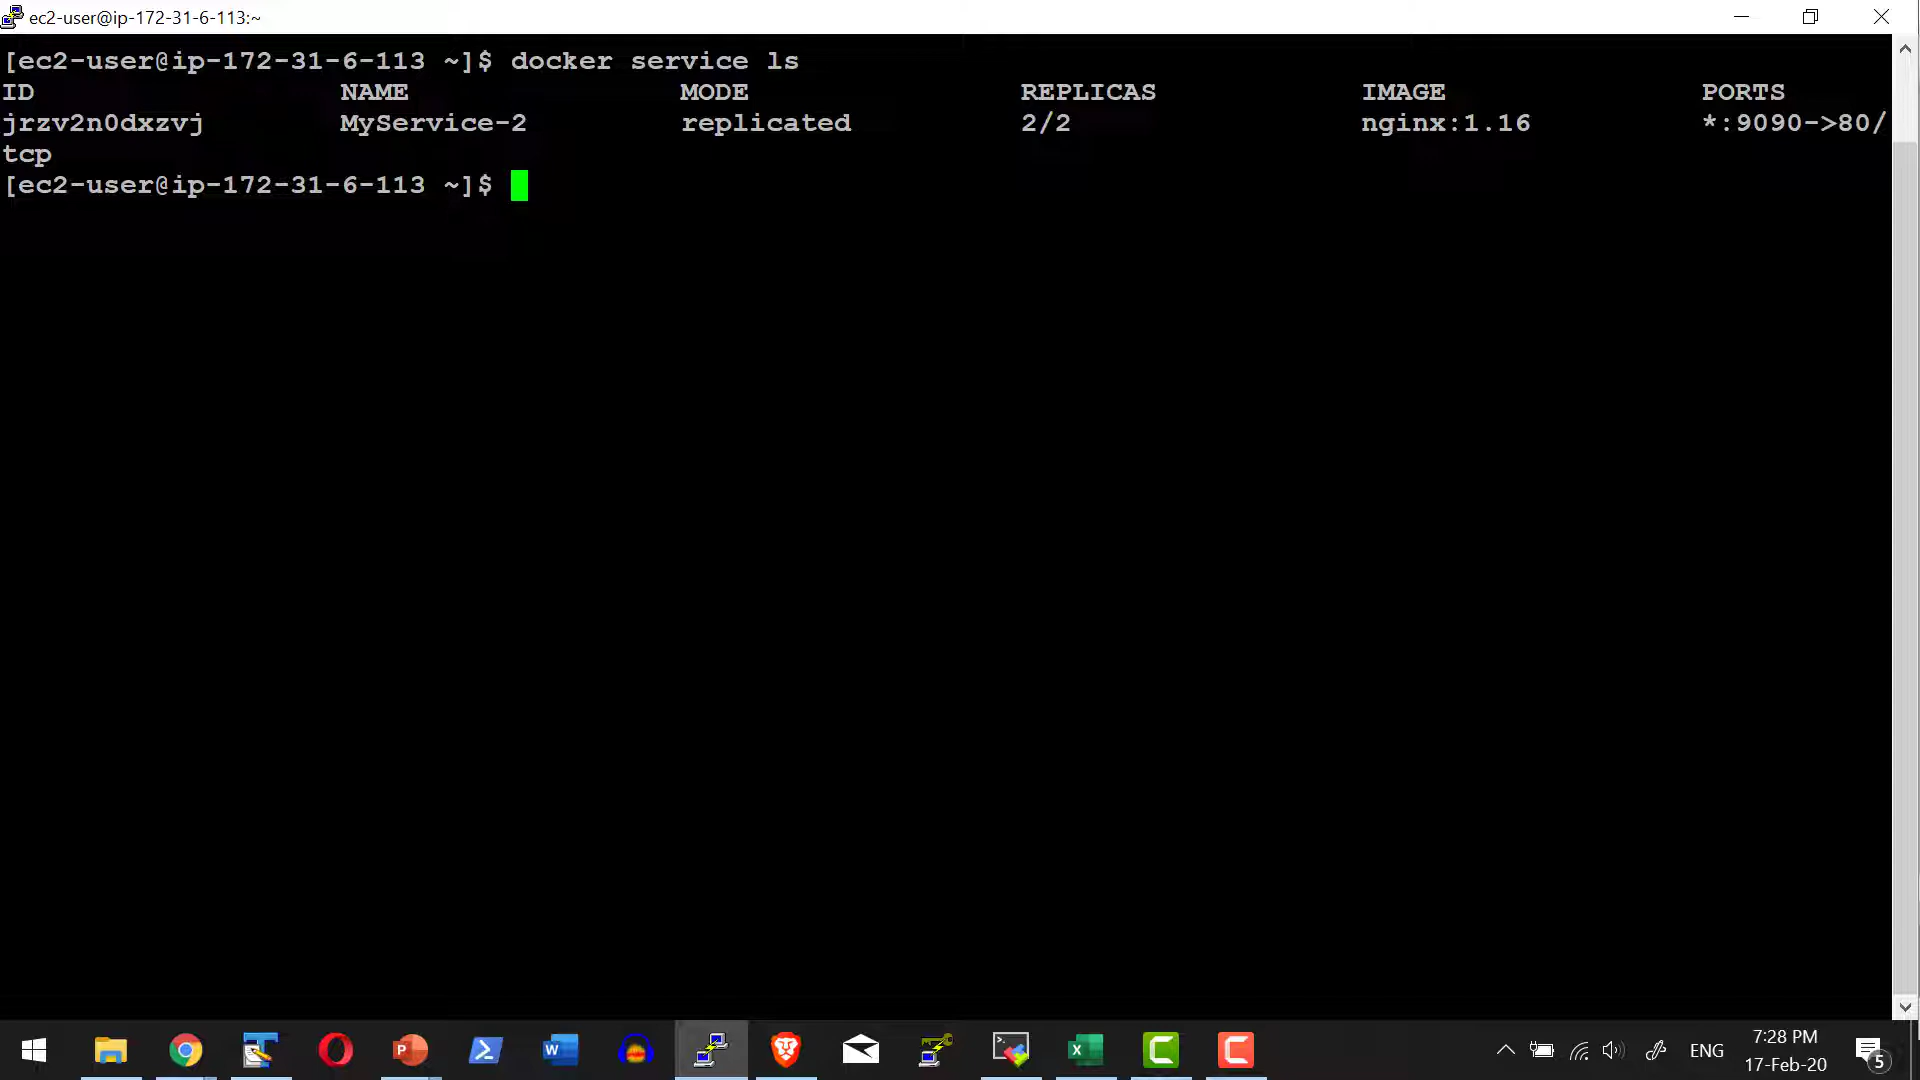 ec2-user@ip-172-31-6-113:~
[ec2-user@ip-172-31-6-113 ~]$ docker service ls
ID NAME MODE REPLICAS IMAGE PORTS
jrzv2n0dxzvj MyService-2 replicated 2/2 nginx:1.16 *:9090->80/
tcp
[ec2-user@ip-172-31-6-113 ~]$
ENG
7:28 PM
17-Feb-20
5